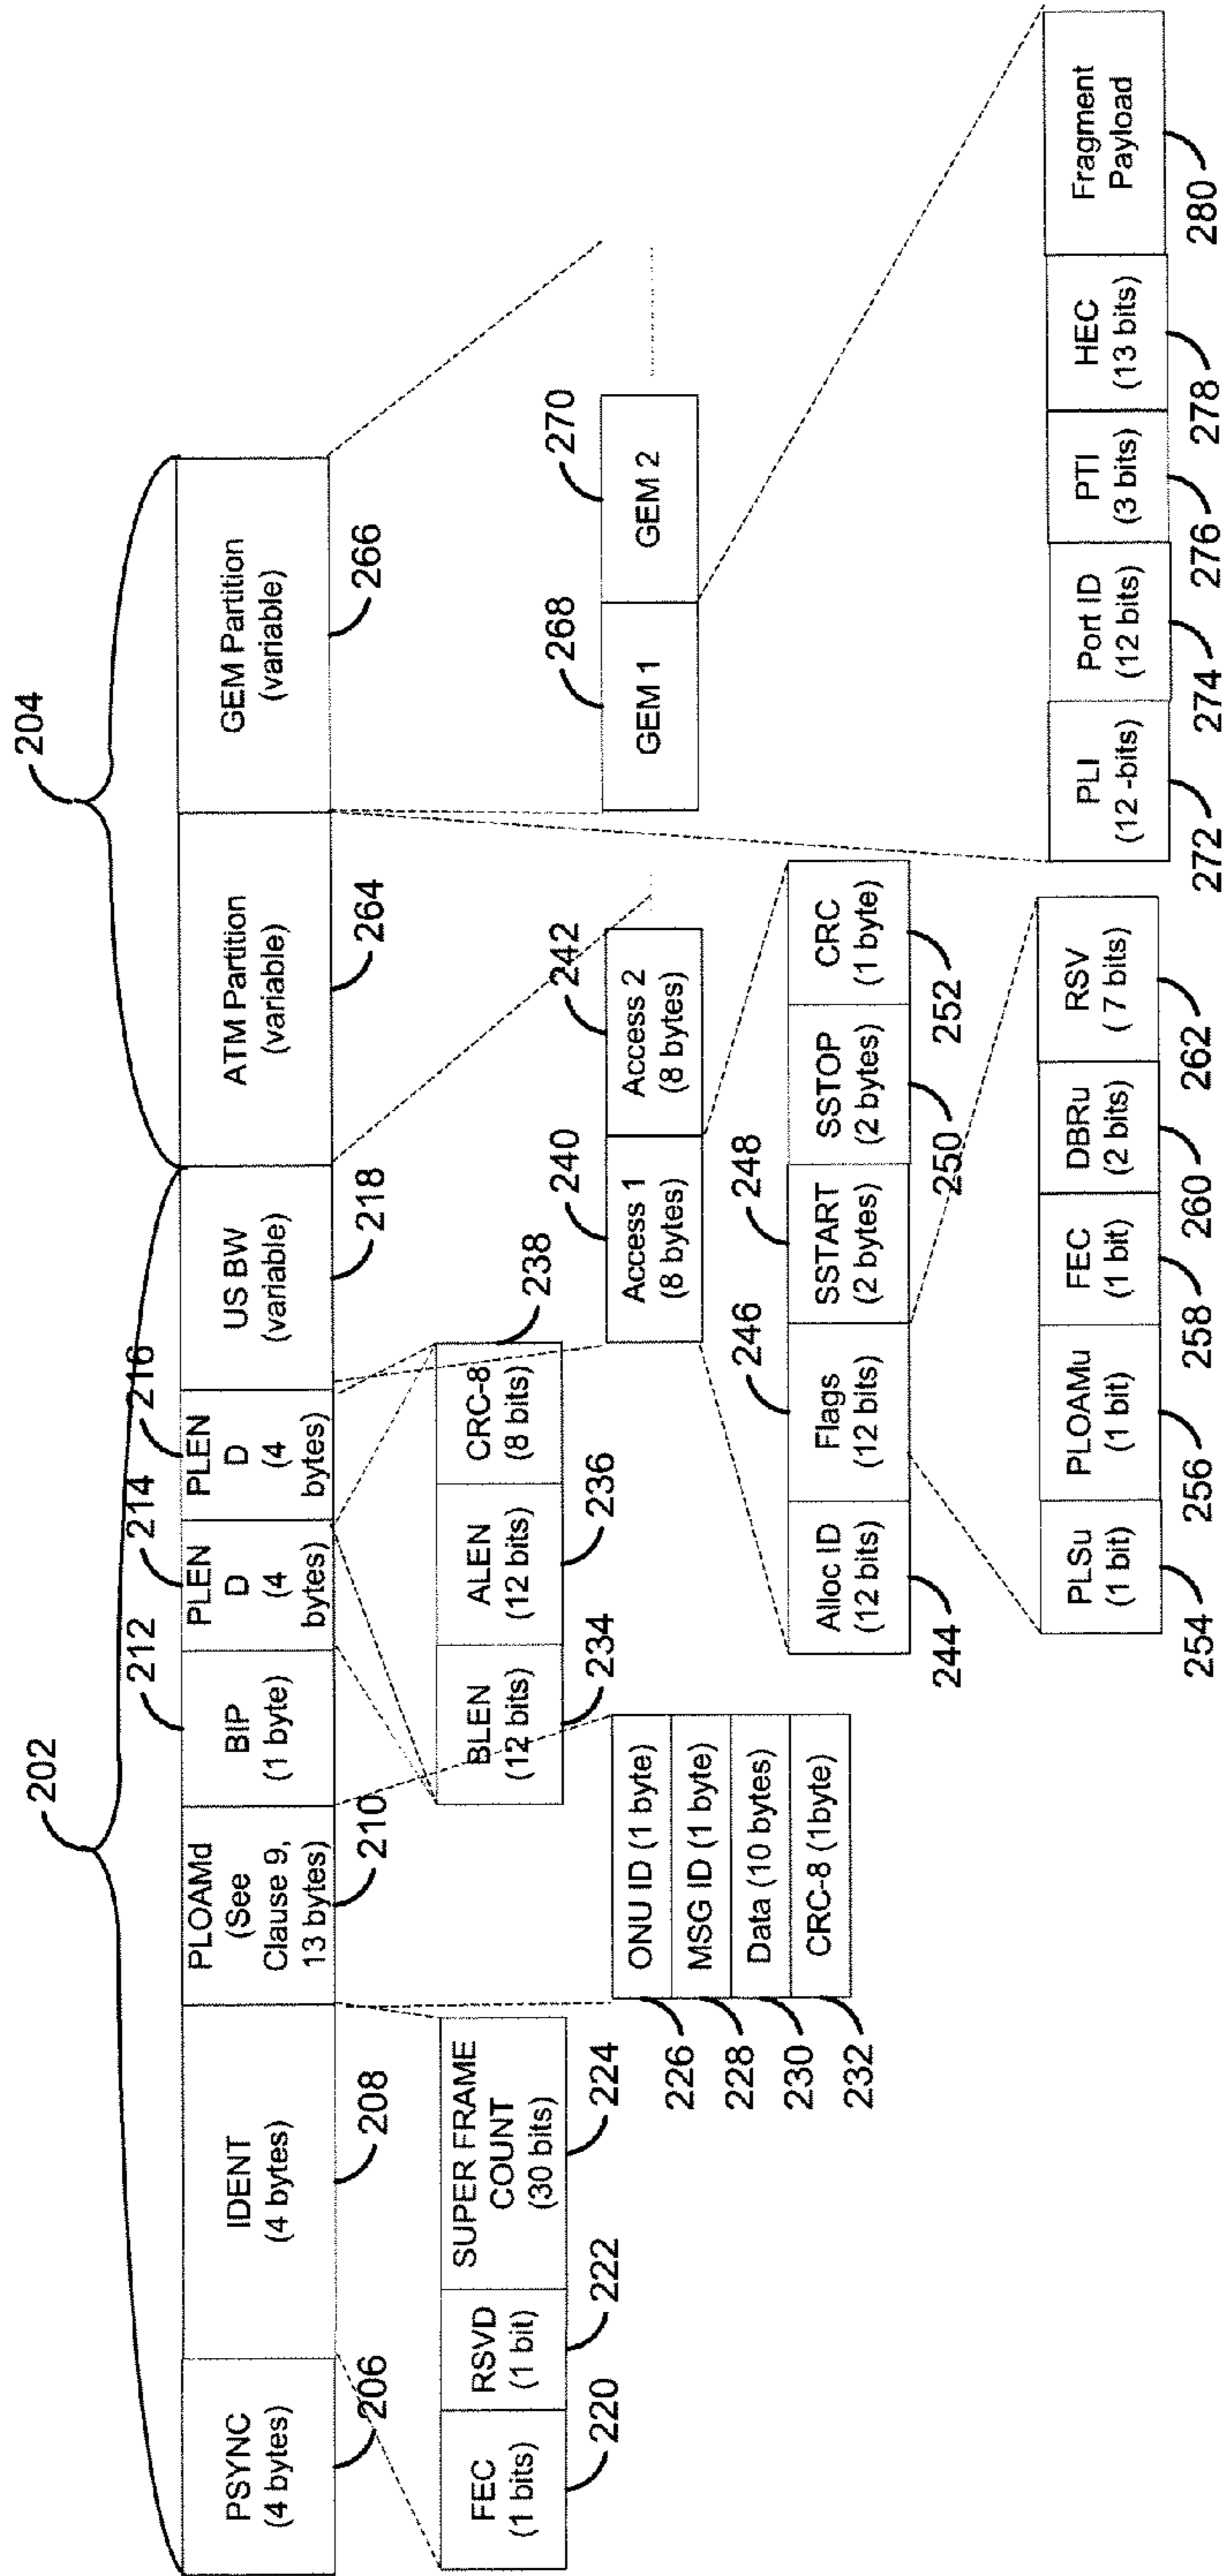 202
204
PSYNC
(4 bytes)
206
IDENT
(4 bytes)
208
PLOAMd
(See
Clause 9,
13 bytes)
210
BIP
(1 byte)
212
PLEN
D
(4
bytes)
214
PLEN
D
(4
bytes)
216
US BW
(variable)
218
ATM Partition
(variable)
264
GEM Partition
(variable)
266
FEC
(1 bits)
220
RSVD
(1 bit)
222
SUPER FRAME
COUNT
(30 bits)
224
BLEN
(12 bits)
234
ALEN
(12 bits)
236
CRC-8
(8 bits)
238
ONU ID (1 byte)
226
MSG ID (1 byte)
228
Data (10 bytes)
230
CRC-8 (1byte)
232
Access 1
(8 bytes)
240
Access 2
(8 bytes)
242
GEM 1
268
GEM 2
270
Alloc ID
(12 bits)
244
Flags
(12 bits)
246
SSTART
(2 bytes)
248
SSTOP
(2 bytes)
250
CRC
(1 byte)
252
PLSu
(1 bit)
254
PLOAMu
(1 bit)
256
FEC
(1 bit)
258
DBRu
(2 bits)
260
RSV
( 7 bits)
262
PLI
(12 -bits)
272
Port ID
(12 bits)
274
PTI
(3 bits)
276
HEC
(13 bits)
278
Fragment
Payload
280